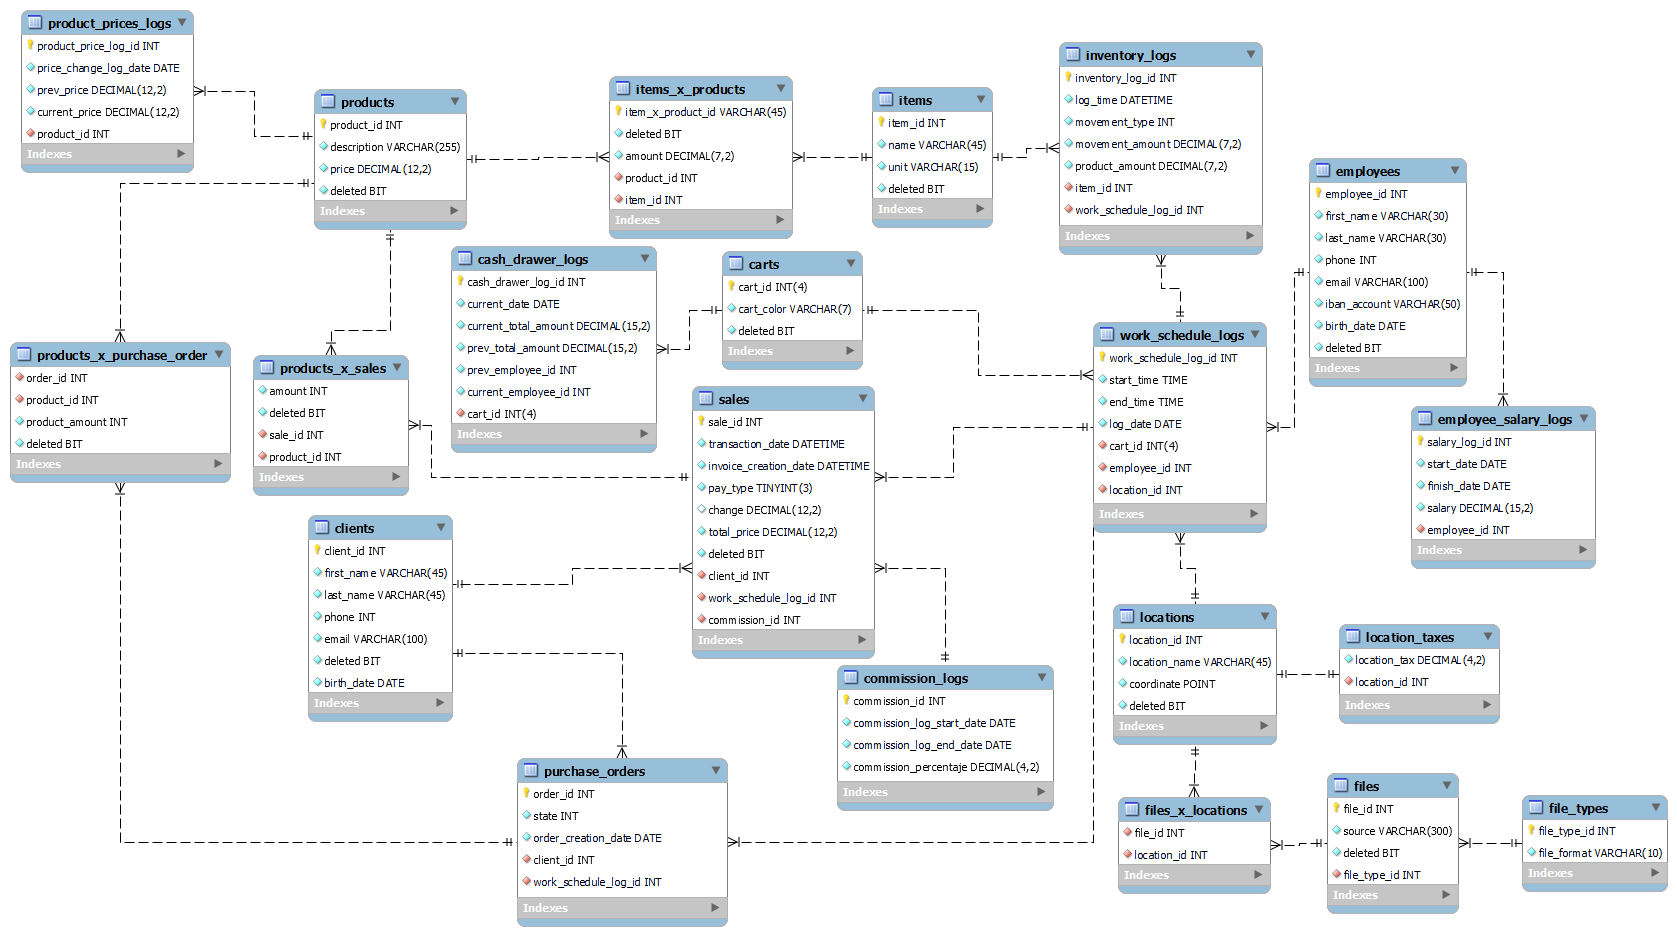 product_prices_logs
product_price_log_id INT
price_change_log_date DATE
prev_price DECIMAL(12,2)
current_price DECIMAL(12,2)
product_id INT
Indexes
products
product_id INT
description VARCHAR(255)
price DECIMAL(12,2)
deleted BIT
Indexes
items_x_products
item_x_product_id VARCHAR(45)
deleted BIT
amount DECIMAL(7,2)
product_id INT
item_id INT
Indexes
items
item_id INT
name VARCHAR(45)
unit VARCHAR(15)
deleted BIT
Indexes
inventory_logs
inventory_log_id INT
log_time DATETIME
movement_type INT
movement_amount DECIMAL(7,2)
product_amount DECIMAL(7,2)
item_id INT
work_schedule_log_id INT
Indexes
employees
employee_id INT
first_name VARCHAR(30)
last_name VARCHAR(30)
phone INT
email VARCHAR(100)
iban_account VARCHAR(50)
birth_date DATE
deleted BIT
Indexes
cash_drawer_logs
cash_drawer_log_id INT
current_date DATE
current_total_amount DECIMAL(15,2)
prev_total_amount DECIMAL(15,2)
prev_employee_id INT
current_employee_id INT
cart_id INT(4)
Indexes
carts
cart_id INT(4)
cart_color VARCHAR(7)
deleted BIT
Indexes
work_schedule_logs
work_schedule_log_id INT
start_time TIME
end_time TIME
log_date DATE
cart_id INT(4)
employee_id INT
location_id INT
Indexes
products_x_purchase_order
order_id INT
product_id INT
product_amount INT
deleted BIT
Indexes
products_x_sales
amount INT
deleted BIT
sale_id INT
product_id INT
Indexes
sales
sale_id INT
transaction_date DATETIME
invoice_creation_date DATETIME
pay_type TINYINT(3)
change DECIMAL(12,2)
total_price DECIMAL(12,2)
deleted BIT
client_id INT
work_schedule_log_id INT
commission_id INT
Indexes
employee_salary_logs
salary_log_id INT
start_date DATE
finish_date DATE
salary DECIMAL(15,2)
employee_id INT
Indexes
clients
client_id INT
first_name VARCHAR(45)
last_name VARCHAR(45)
phone INT
email VARCHAR(100)
deleted BIT
birth_date DATE
Indexes
locations
location_id INT
location_name VARCHAR(45)
coordinate POINT
deleted BIT
Indexes
location_taxes
location_tax DECIMAL(4,2)
location_id INT
Indexes
commission_logs
commission_id INT
commission_log_start_date DATE
commission_log_end_date DATE
commission_percentaje DECIMAL(4,2)
Indexes
purchase_orders
order_id INT
state INT
order_creation_date DATE
client_id INT
work_schedule_log_id INT
Indexes
files_x_locations
file_id INT
location_id INT
Indexes
files
file_id INT
source VARCHAR(300)
deleted BIT
file_type_id INT
Indexes
file_types
file_type_id INT
file_format VARCHAR(10)
Indexes